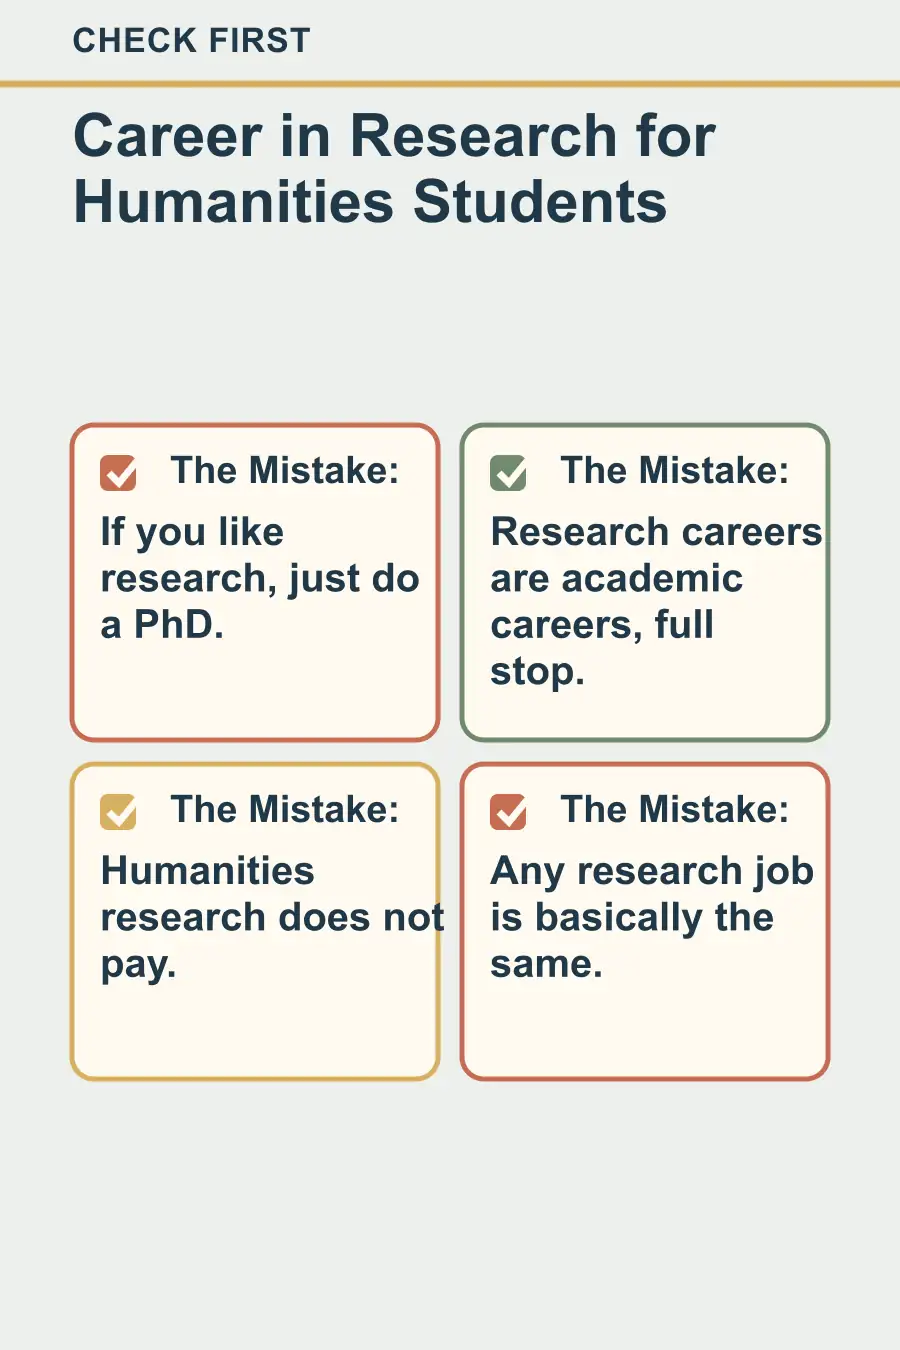 CHECK FIRST
Career in Research for
Humanities Students
The Mistake:
If you like
research, just do
a PhD.
The Mistake:
Research careers
are academic
careers, full
stop.
The Mistake:
Humanities
research does not
pay.
The Mistake:
Any research job
is basically the
same.